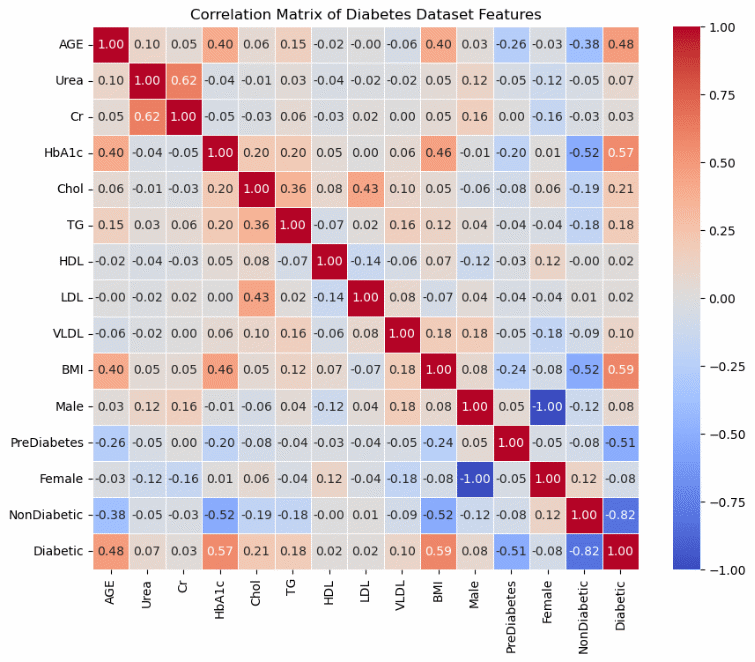 Correlation Matrix of Diabetes Dataset Features
AGE 1.00 0.10 0.05 0.40 0.06 0.15 -0.02 -0.00 -0.06 0.40 0.03 -0.26 -0.03 -0.38 0.48
Urea 0.10 1.00 0.62 -0.04 -0.01 0.03 -0.04 -0.02 -0.02 0.05 0.12 -0.05 -0.12 -0.05 0.07
Cr 0.05 0.62 1.00 -0.05 -0.03 0.06 -0.03 0.02 0.00 0.05 0.16 0.00 -0.16 -0.03 0.03
HbA1c 0.40 -0.04 -0.05 1.00 0.20 0.20 0.05 0.00 0.06 0.46 -0.01 -0.20 0.01 -0.52 0.57
Chol 0.06 -0.01 -0.03 0.20 1.00 0.36 0.08 0.43 0.10 0.05 -0.06 -0.08 0.06 -0.19 0.21
TG 0.15 0.03 0.06 0.20 0.36 1.00 -0.07 0.02 0.16 0.12 0.04 -0.04 -0.04 -0.18 0.18
HDL -0.02 -0.04 -0.03 0.05 0.08 -0.07 1.00 -0.14 -0.06 0.07 -0.12 -0.03 0.12 -0.00 0.02
LDL -0.00 -0.02 0.02 0.00 0.43 0.02 -0.14 1.00 0.08 -0.07 0.04 -0.04 -0.04 0.01 0.02
VLDL -0.06 -0.02 0.00 0.06 0.10 0.16 -0.06 0.08 1.00 0.18 0.18 -0.05 -0.18 -0.09 0.10
BMI 0.40 0.05 0.05 0.46 0.05 0.12 0.07 -0.07 0.18 1.00 0.08 -0.24 -0.08 -0.52 0.59
Male 0.03 0.12 0.16 -0.01 -0.06 0.04 -0.12 0.04 0.18 0.08 1.00 0.05 -1.00 -0.12 0.08
PreDiabetes -0.26 -0.05 0.00 -0.20 -0.08 -0.04 -0.03 -0.04 -0.05 -0.24 0.05 1.00 -0.05 -0.08 -0.51
Female -0.03 -0.12 -0.16 0.01 0.06 -0.04 0.12 -0.04 -0.18 -0.08 -1.00 -0.05 1.00 0.12 -0.08
NonDiabetic -0.38 -0.05 -0.03 -0.52 -0.19 -0.18 -0.00 0.01 -0.09 -0.52 -0.12 -0.08 0.12 1.00 -0.82
Diabetic 0.48 0.07 0.03 0.57 0.21 0.18 0.02 0.02 0.10 0.59 0.08 -0.51 -0.08 -0.82 1.00
AGE Urea Cr HbA1c Chol TG HDL LDL VLDL BMI Male PreDiabetes Female NonDiabetic Diabetic
1.00
0.75
0.50
0.25
0.00
−0.25
−0.50
−0.75
−1.00